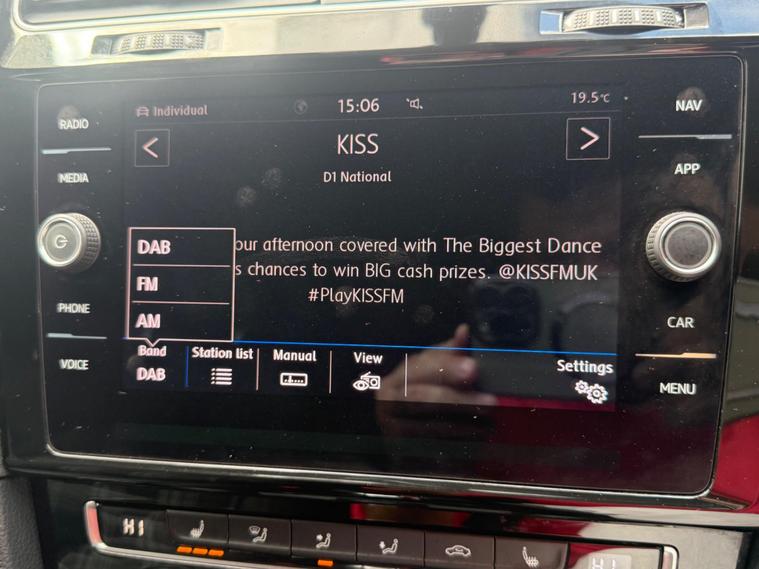 Individual 15:06 19.5°C
RADIO
NAV
KISS
MEDIA
D1 National
APP
DAB
our afternoon covered with The Biggest Dance
FM
s chances to win BIG cash prizes. @KISSFMUK
#PlayKISSFM
AM
PHONE
CAR
VOICE
MENU
Band
DAB
Station list
Manual
View
Settings
HI
HI